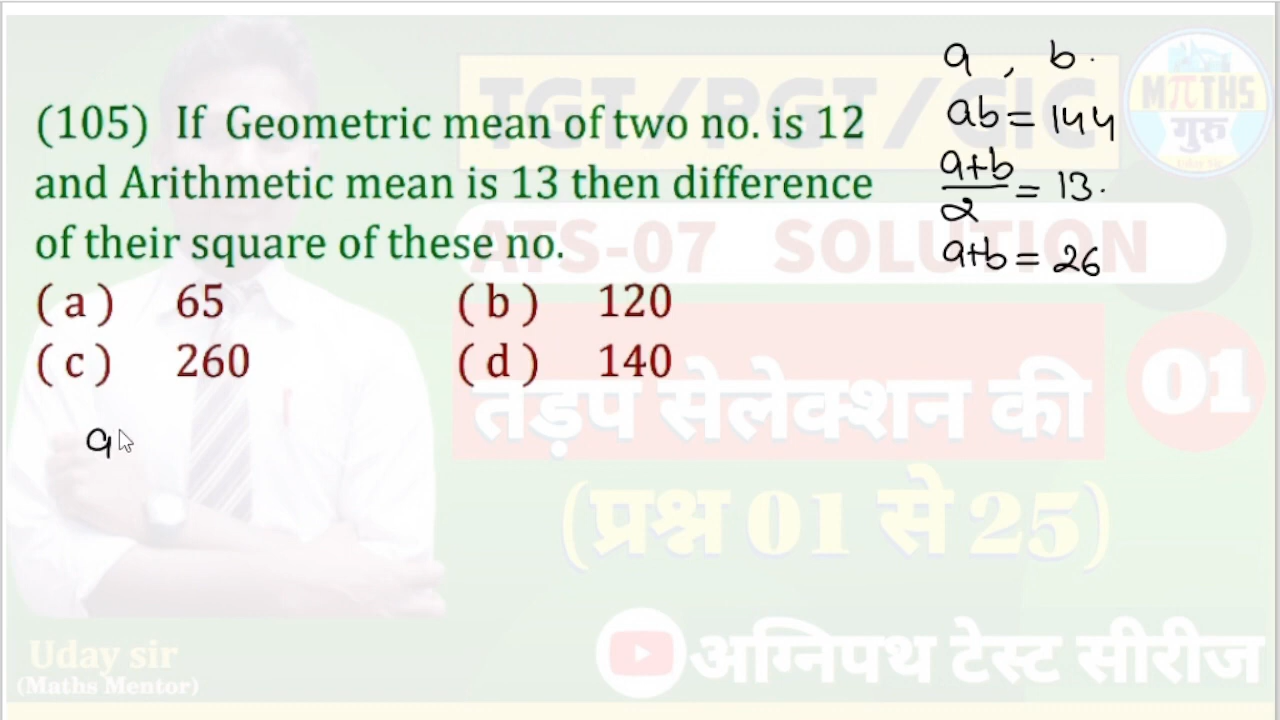 (105) If Geometric mean of two no. is 12
and Arithmetic mean is 13 then difference
of their square of these no.
(a) 65 (b) 120
(c) 260 (d) 140
a
a , b.
ab = 144
a+b/2 = 13.
a+b = 26
TGT/PGT/GIC
MπTHS
गुरु
Uday Sir
ATS-07 SOLUTION
तड़प सेलेक्शन की
01
(प्रश्न 01 से 25)
Uday sir
(Maths Mentor)
अग्निपथ टेस्ट सीरीज